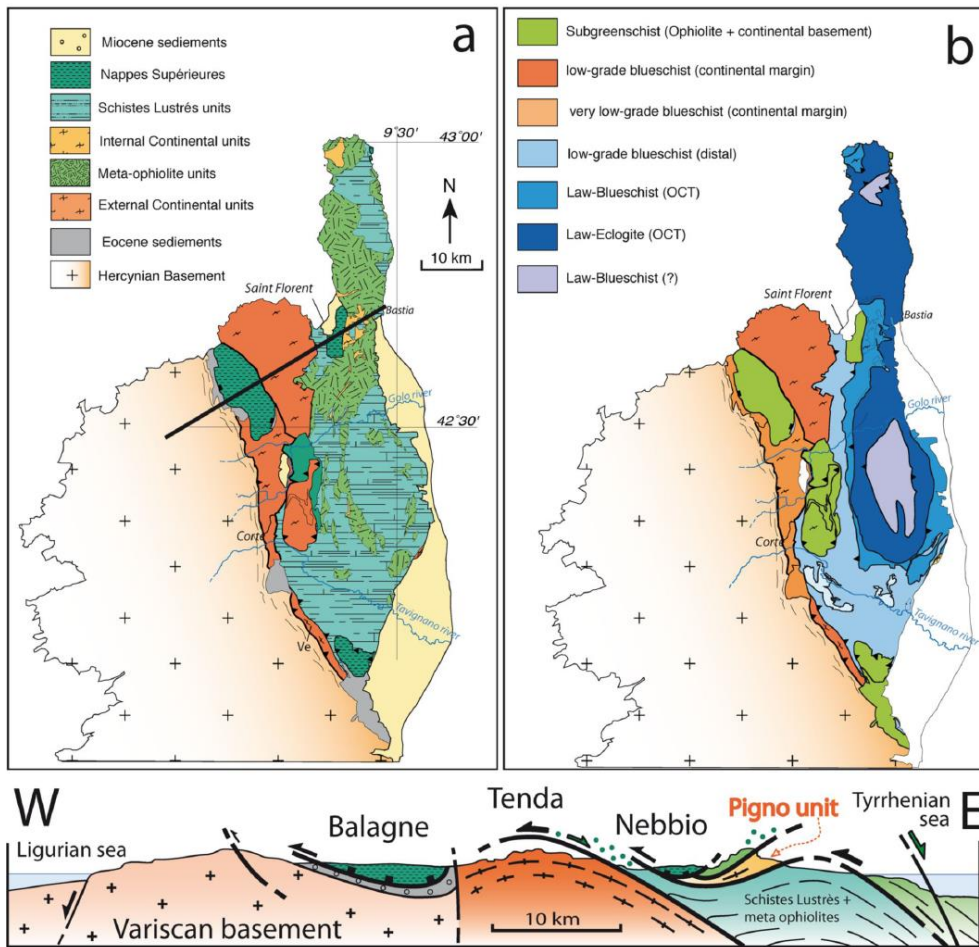 a
Miocene sediements
Nappes Supérieures
Schistes Lustrés units
Internal Continental units
Meta-ophiolite units
External Continental units
Eocene sediements
Hercynian Basement
9°30'
43°00'
N
10 km
Saint Florent
Bastia
Golo river
42°30'
Corte
Tavignano river
Ve
b
Subgreenschist (Ophiolite + continental basement)
low-grade blueschist (continental margin)
very low-grade blueschist (continental margin)
low-grade blueschist (distal)
Law-Blueschist (OCT)
Law-Eclogite (OCT)
Law-Blueschist (?)
Saint Florent
Bastia
Golo river
42°30'
Corte
Tavignano river
W
E
Ligurian sea
Balagne
Tenda
Nebbio
Pigno unit
Tyrrhenian
sea
Variscan basement
10 km
Schistes Lustrès +
meta ophiolites